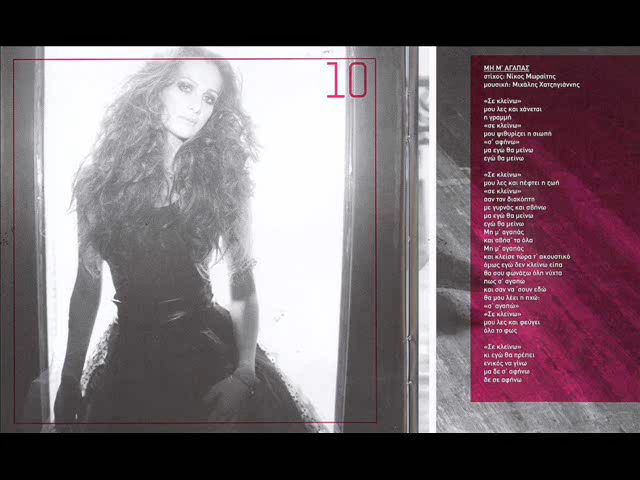 10
ΜΗ Μ' ΑΓΑΠΑΣ
στίχος: Νίκος Μωραΐτης
μουσική: Μιχάλης Χατζηγιάννης
«Σε κλείνω»
μου λες και χάνεται
η γραμμή
«σε κλείνω»
μου ψιθυρίζει η σιωπή
«σ' αφήνω»
μα εγώ θα μείνω
εγώ θα μείνω
«Σε κλείνω»
μου λες και πέφτει η ζωή
«σε κλείνω»
σαν τον διακόπτη
με γυρνάς και σβήνω
μα εγώ θα μείνω
εγώ θα μείνω
Μη μ' αγαπάς
και σβήσ' τα όλα
Μη μ' αγαπάς
και κλείσε τώρα τ' ακουστικό
όμως εγώ δεν κλείνω είπα
θα σου φωνάζω όλη νύχτα
πως σ' αγαπώ
και σαν να 'σουν εδώ
θα μου λέει η ηχώ:
«σ' αγαπώ»
«Σε κλείνω»
μου λες και φεύγει
όλο το φως
«Σε κλείνω»
κι εγώ θα πρέπει
ενικός να γίνω
μα δε σ' αφήνω
δε σε αφήνω